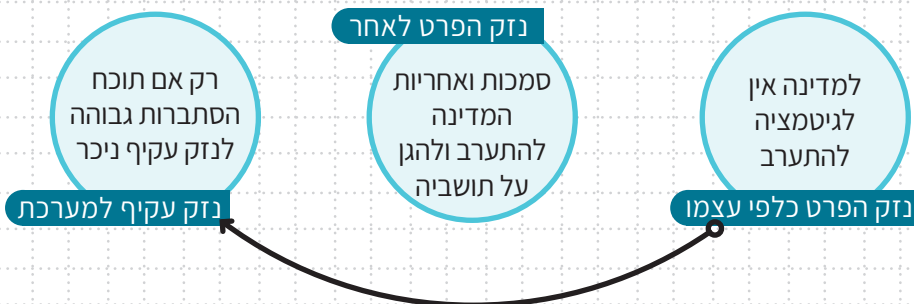 למדינה אין
לגיטמציה
להתערב
נזק הפרט כלפי עצמו
נזק הפרט לאחר
סמכות ואחריות
המדינה
להתערב ולהגן
על תושביה
רק אם תוכח
הסתברות גבוהה
לנזק עקיף ניכר
נזק עקיף למערכת